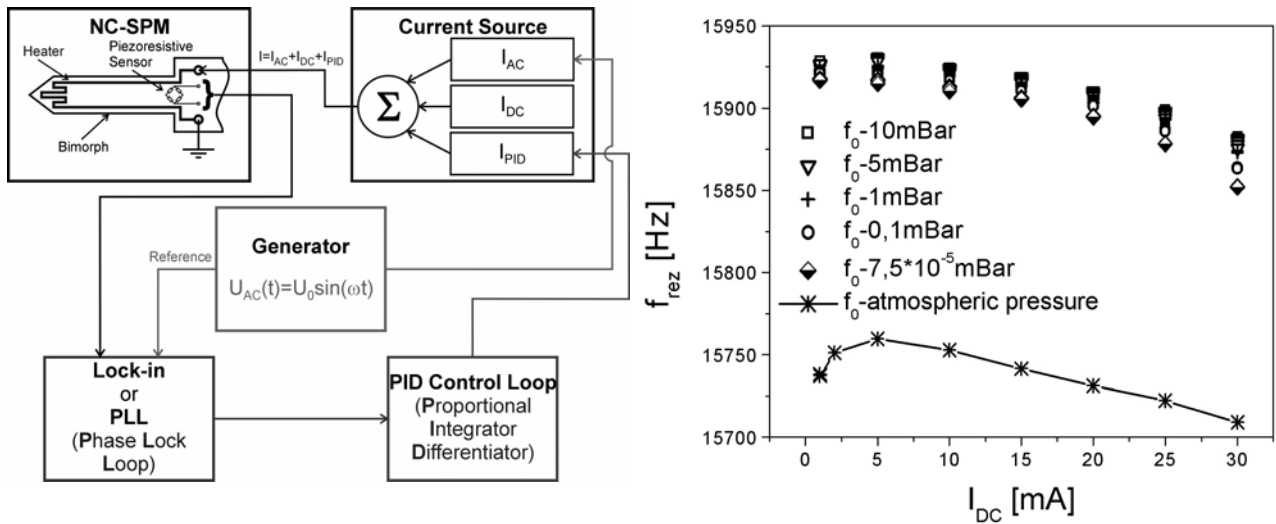 NC-SPM
Heater
Piezoresistive
Sensor
Bimorph
I=I_AC+I_DC+I_PID
Current Source
Σ
I_AC
I_DC
I_PID
Generator
U_AC(t)=U_0sin(ωt)
Reference
Lock-in
or
PLL
(Phase Lock
Loop)
PID Control Loop
(Proportional
Integrator
Differentiator)
f_rez [Hz]
15950
15900
15850
15800
15750
15700
f_0-10mBar
f_0-5mBar
f_0-1mBar
f_0-0,1mBar
f_0-7,5*10^-5mBar
f_0-atmospheric pressure
0 5 10 15 20 25 30
I_DC [mA]